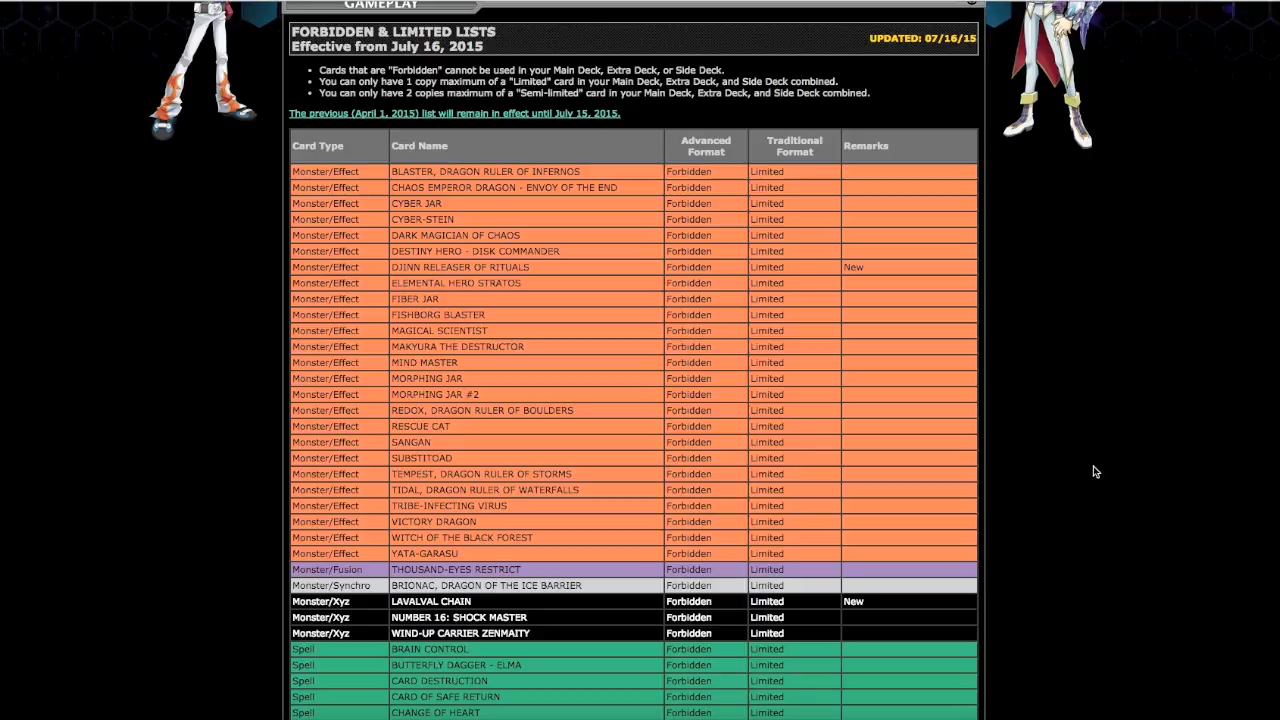 GAMEPLAY
FORBIDDEN & LIMITED LISTS
Effective from July 16, 2015
UPDATED: 07/16/15
• Cards that are "Forbidden" cannot be used in your Main Deck, Extra Deck, or Side Deck.
• You can only have 1 copy maximum of a "Limited" card in your Main Deck, Extra Deck, and Side Deck combined.
• You can only have 2 copies maximum of a "Semi-limited" card in your Main Deck, Extra Deck, and Side Deck combined.
The previous (April 1, 2015) list will remain in effect until July 15, 2015.
Card Type Card Name Advanced Format Traditional Format Remarks
Monster/Effect BLASTER, DRAGON RULER OF INFERNOS Forbidden Limited
Monster/Effect CHAOS EMPEROR DRAGON - ENVOY OF THE END Forbidden Limited
Monster/Effect CYBER JAR Forbidden Limited
Monster/Effect CYBER-STEIN Forbidden Limited
Monster/Effect DARK MAGICIAN OF CHAOS Forbidden Limited
Monster/Effect DESTINY HERO - DISK COMMANDER Forbidden Limited
Monster/Effect DJINN RELEASER OF RITUALS Forbidden Limited New
Monster/Effect ELEMENTAL HERO STRATOS Forbidden Limited
Monster/Effect FIBER JAR Forbidden Limited
Monster/Effect FISHBORG BLASTER Forbidden Limited
Monster/Effect MAGICAL SCIENTIST Forbidden Limited
Monster/Effect MAKYURA THE DESTRUCTOR Forbidden Limited
Monster/Effect MIND MASTER Forbidden Limited
Monster/Effect MORPHING JAR Forbidden Limited
Monster/Effect MORPHING JAR #2 Forbidden Limited
Monster/Effect REDOX, DRAGON RULER OF BOULDERS Forbidden Limited
Monster/Effect RESCUE CAT Forbidden Limited
Monster/Effect SANGAN Forbidden Limited
Monster/Effect SUBSTITOAD Forbidden Limited
Monster/Effect TEMPEST, DRAGON RULER OF STORMS Forbidden Limited
Monster/Effect TIDAL, DRAGON RULER OF WATERFALLS Forbidden Limited
Monster/Effect TRIBE-INFECTING VIRUS Forbidden Limited
Monster/Effect VICTORY DRAGON Forbidden Limited
Monster/Effect WITCH OF THE BLACK FOREST Forbidden Limited
Monster/Effect YATA-GARASU Forbidden Limited
Monster/Fusion THOUSAND-EYES RESTRICT Forbidden Limited
Monster/Synchro BRIONAC, DRAGON OF THE ICE BARRIER Forbidden Limited
Monster/Xyz LAVALVAL CHAIN Forbidden Limited New
Monster/Xyz NUMBER 16: SHOCK MASTER Forbidden Limited
Monster/Xyz WIND-UP CARRIER ZENMAITY Forbidden Limited
Spell BRAIN CONTROL Forbidden Limited
Spell BUTTERFLY DAGGER - ELMA Forbidden Limited
Spell CARD DESTRUCTION Forbidden Limited
Spell CARD OF SAFE RETURN Forbidden Limited
Spell CHANGE OF HEART Forbidden Limited